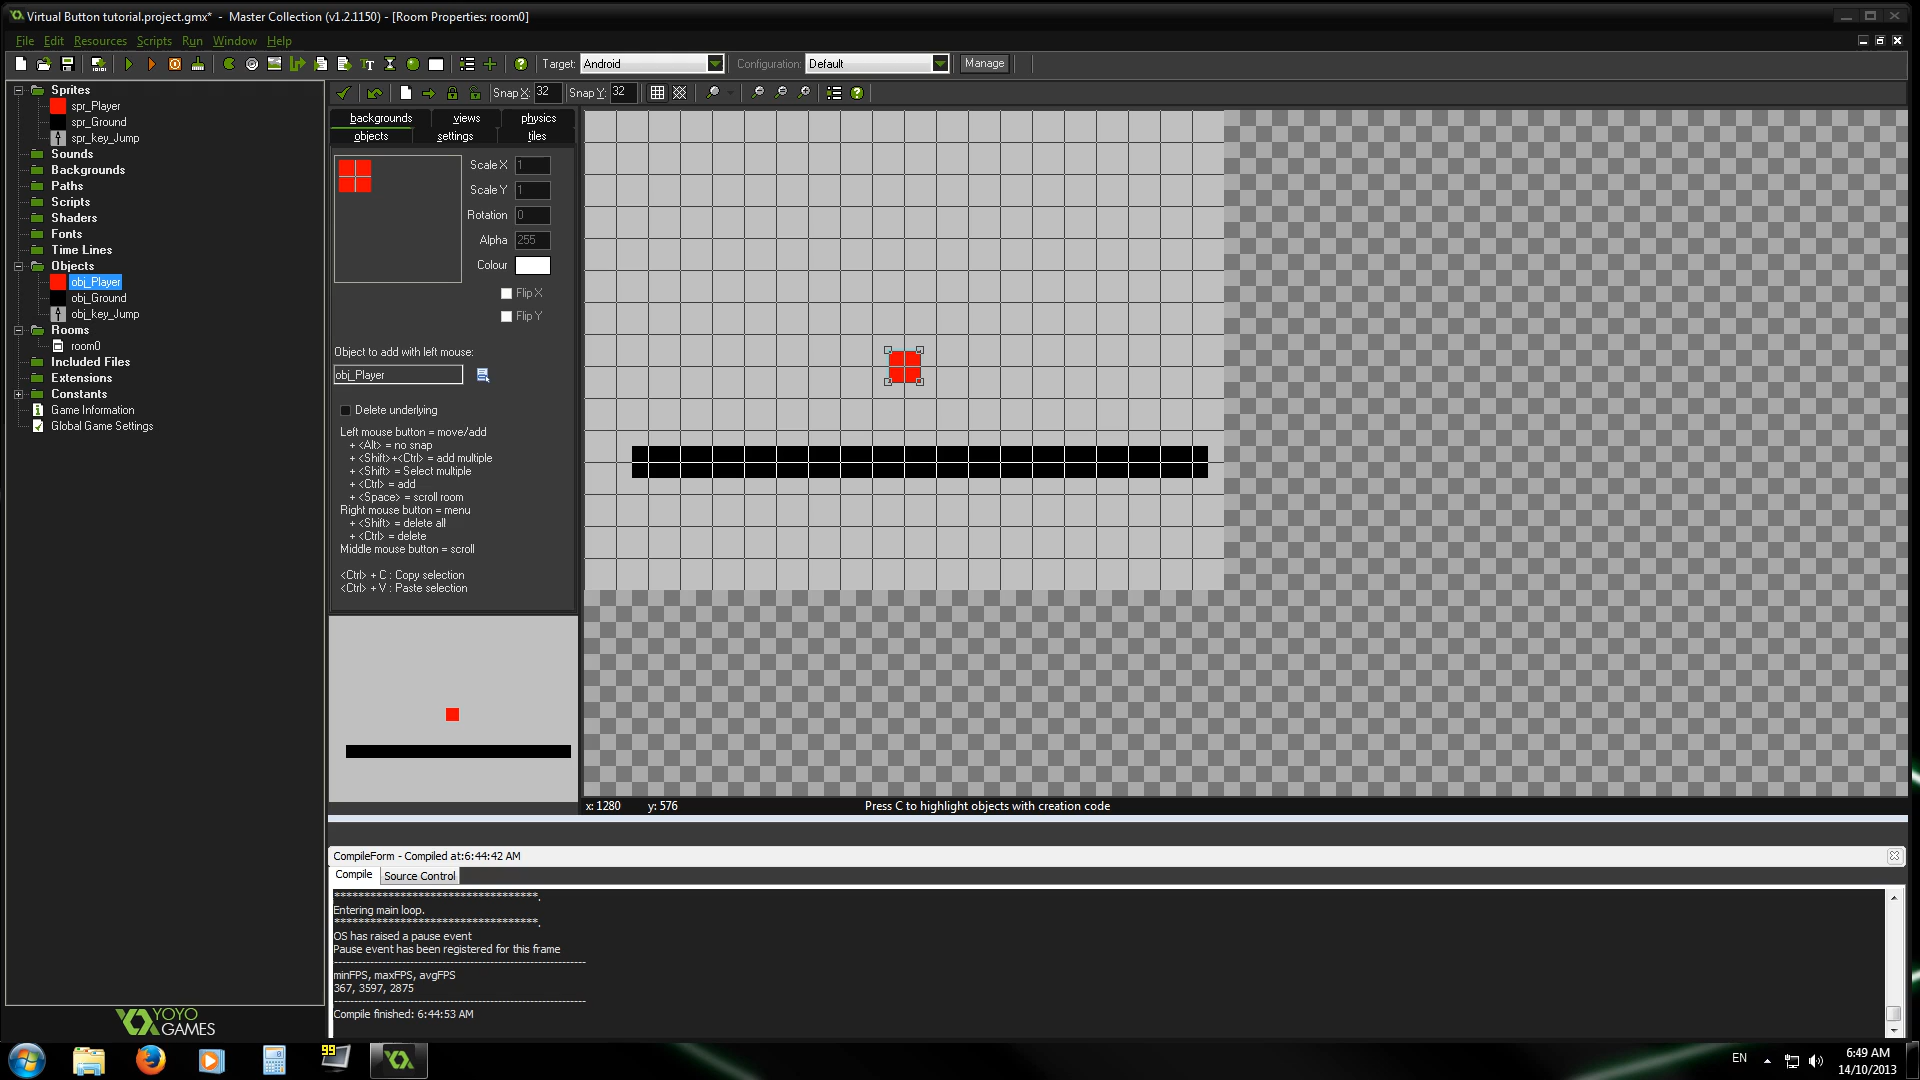 Virtual Button tutorial.project.gmx* - Master Collection (v1.2.1150) - [Room Properties: room0]
File Edit Resources Scripts Run Window Help
Target: Android Configuration: Default Manage
Sprites
spr_Player
spr_Ground
spr_key_Jump
Sounds
Backgrounds
Paths
Scripts
Shaders
Fonts
Time Lines
Objects
obj_Player
obj_Ground
obj_key_Jump
Rooms
room0
Included Files
Extensions
Constants
Game Information
Global Game Settings
YOYO
GAMES
Snap X: 32 Snap Y: 32
backgrounds views physics
objects settings tiles
Scale X 1
Scale Y 1
Rotation 0
Alpha 255
Colour
Flip X
Flip Y
Object to add with left mouse:
obj_Player
Delete underlying
Left mouse button = move/add
+ <Alt> = no snap
+ <Shift>+<Ctrl> = add multiple
+ <Shift> = Select multiple
+ <Ctrl> = add
+ <Space> = scroll room
Right mouse button = menu
+ <Shift> = delete all
+ <Ctrl> = delete
Middle mouse button = scroll
<Ctrl> + C : Copy selection
<Ctrl> + V : Paste selection
x: 1280 y: 576 Press C to highlight objects with creation code
CompileForm - Compiled at:6:44:42 AM
Compile Source Control
***********************************.
Entering main loop.
***********************************.
OS has raised a pause event
Pause event has been registered for this frame
---------------------------------------------------------------
minFPS, maxFPS, avgFPS
367, 3597, 2875
---------------------------------------------------------------
Compile finished: 6:44:53 AM
99
EN
6:49 AM
14/10/2013